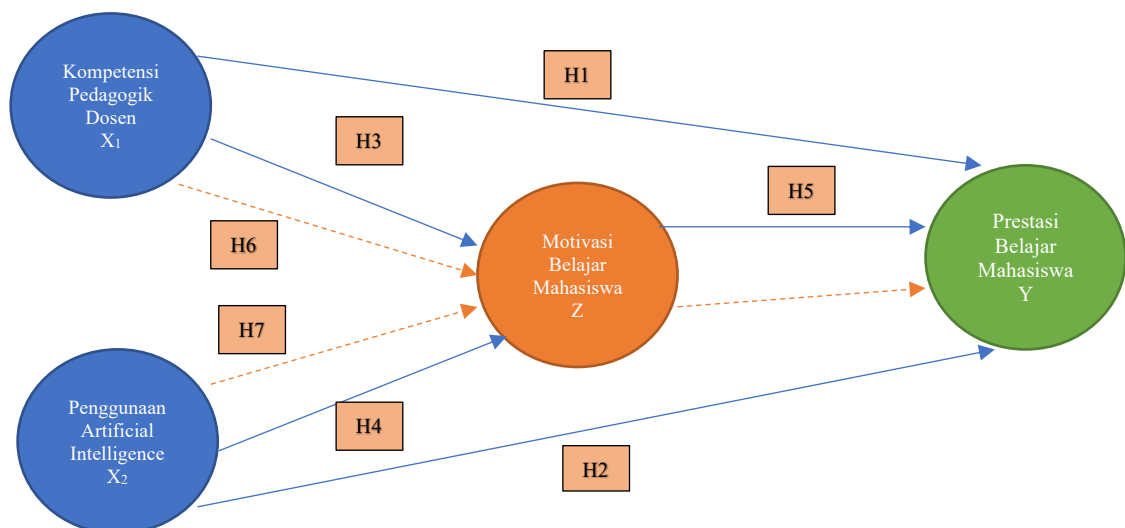 Kompetensi
Pedagogik
Dosen
X₁
H1
H3
H5
H6
Motivasi
Belajar
Mahasiswa
Z
Prestasi
Belajar
Mahasiswa
Y
H7
Penggunaan
Artificial
Intelligence
X₂
H4
H2